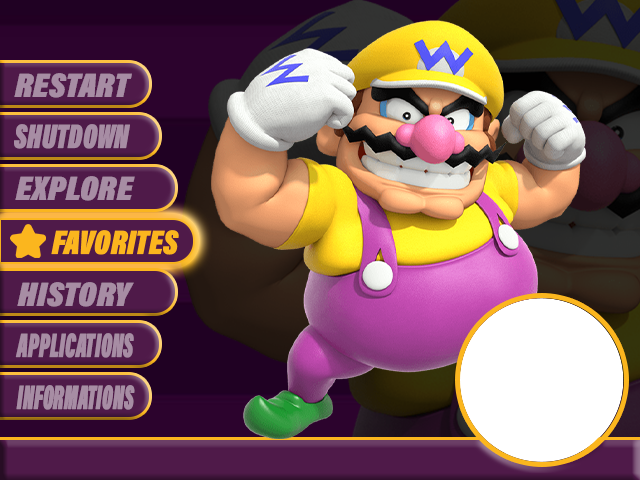 RESTART
SHUTDOWN
EXPLORE
FAVORITES
HISTORY
APPLICATIONS
INFORMATIONS
W
W